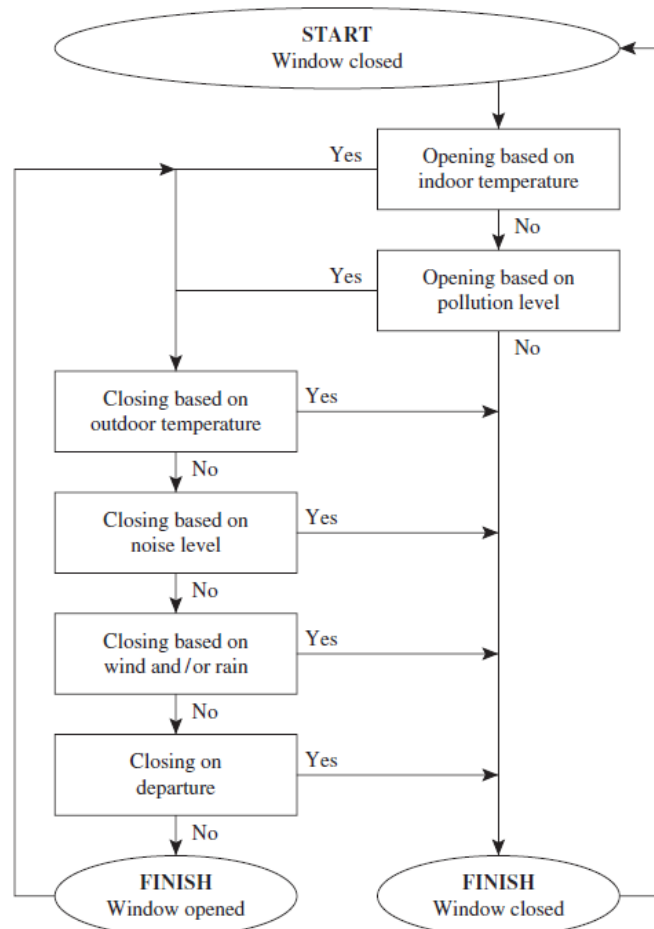 START
Window closed
Yes
Opening based on
indoor temperature
No
Yes
Opening based on
pollution level
No
Closing based on
outdoor temperature
Yes
No
Closing based on
noise level
Yes
No
Closing based on
wind and/or rain
Yes
No
Closing on
departure
Yes
No
FINISH
Window opened
FINISH
Window closed